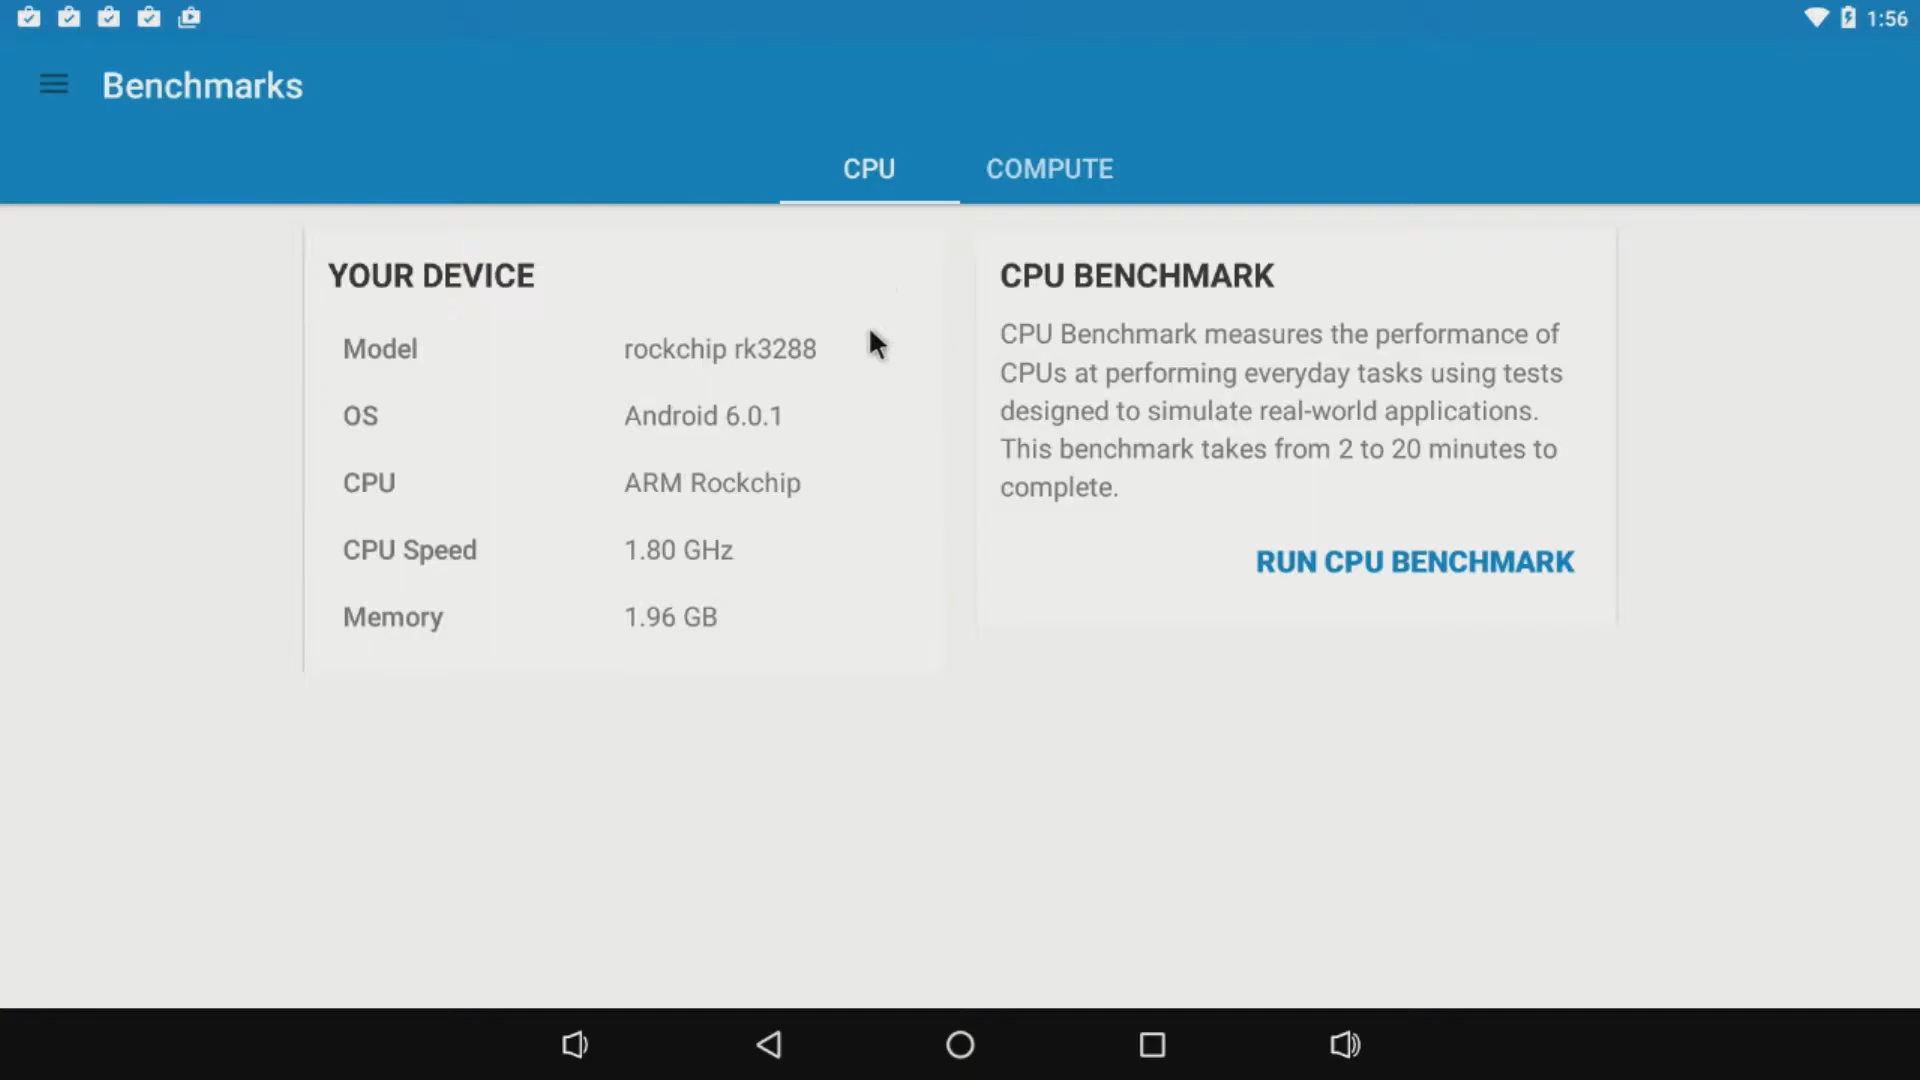 1:56
Benchmarks
CPU COMPUTE
YOUR DEVICE
Model rockchip rk3288
OS Android 6.0.1
CPU ARM Rockchip
CPU Speed 1.80 GHz
Memory 1.96 GB
CPU BENCHMARK
CPU Benchmark measures the performance of
CPUs at performing everyday tasks using tests
designed to simulate real-world applications.
This benchmark takes from 2 to 20 minutes to
complete.
RUN CPU BENCHMARK